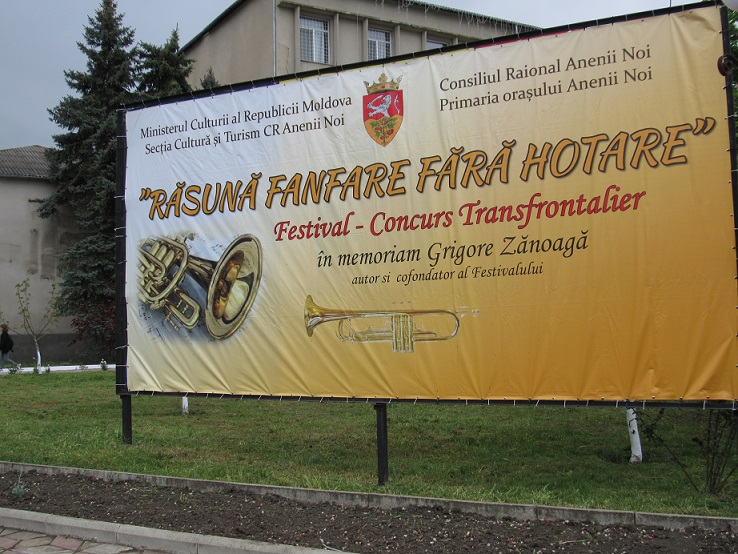 Ministerul Culturii al Republicii Moldova
Secția Cultură și Turism CR Anenii Noi
Consiliul Raional Anenii Noi
Primaria orașului Anenii Noi
"RĂSUNĂ FANFARE FĂRĂ HOTARE"
Festival - Concurs Transfrontalier
în memoriam Grigore Zănoagă
autor si cofondator al Festivalului